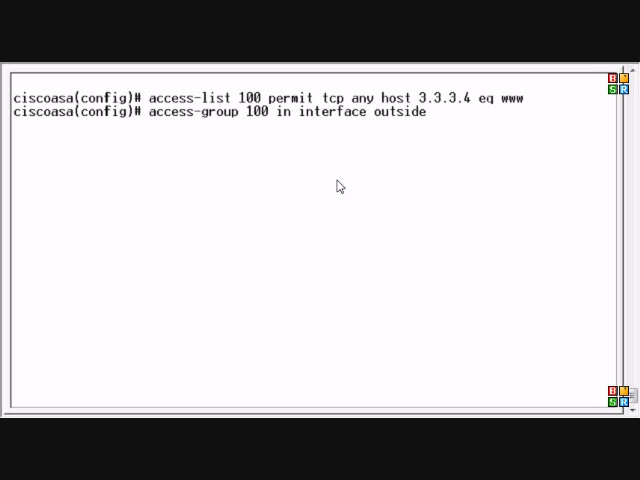 ciscoasa(config)# access-list 100 permit tcp any host 3.3.3.4 eq www
ciscoasa(config)# access-group 100 in interface outside
B M
S R
B M
S R